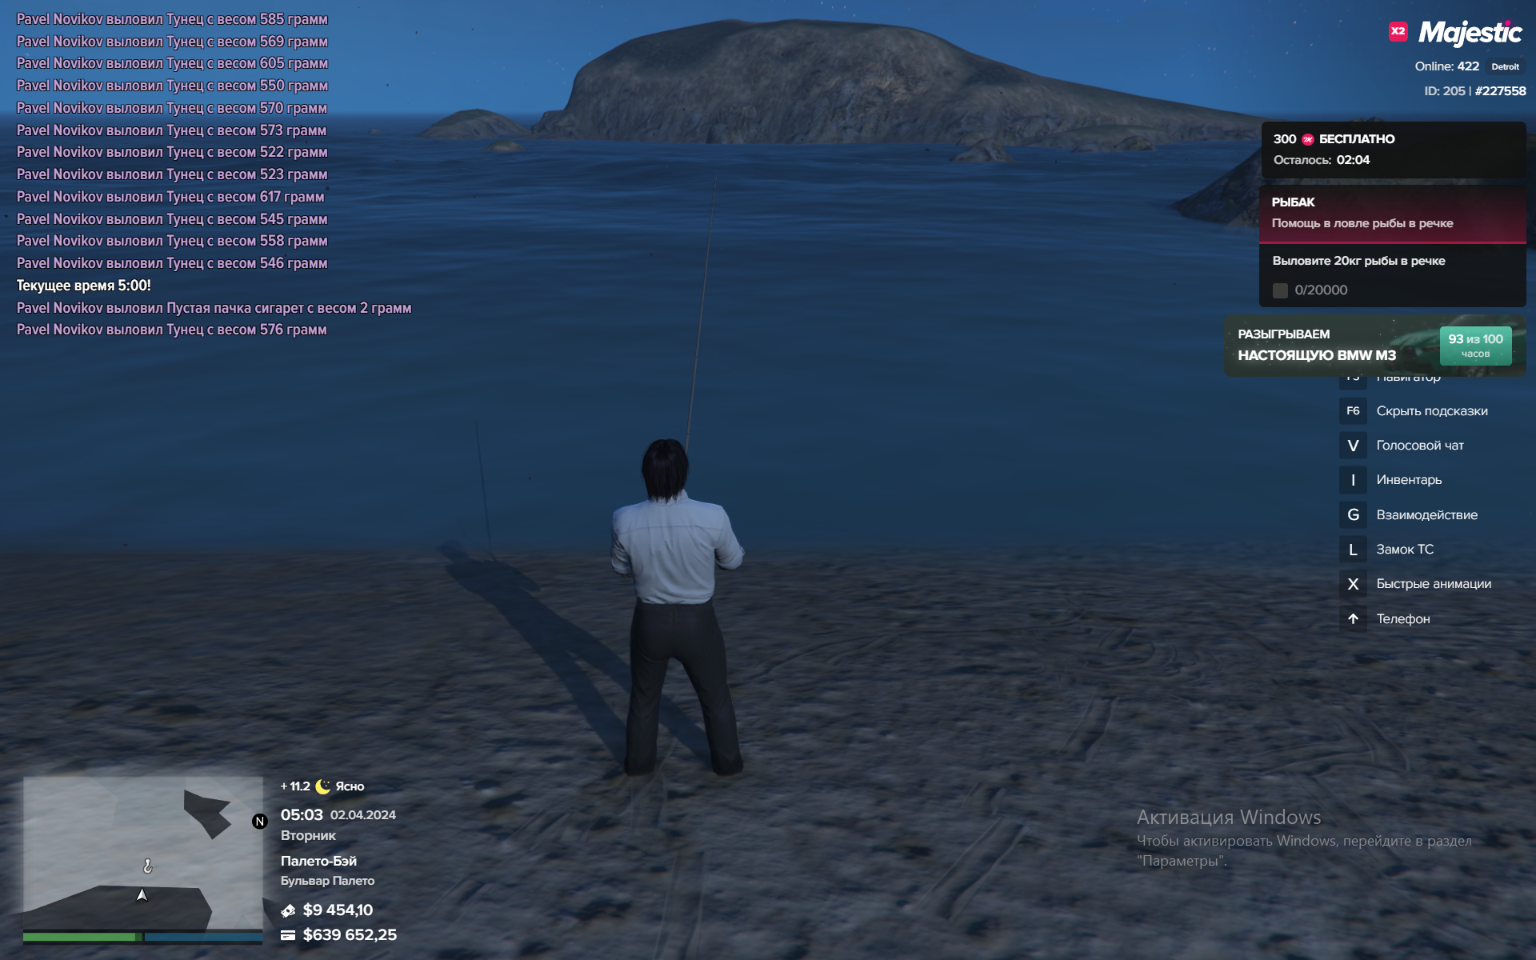 Pavel Novikov выловил Тунец с весом 585 грамм
Pavel Novikov выловил Тунец с весом 569 грамм
Pavel Novikov выловил Тунец с весом 605 грамм
Pavel Novikov выловил Тунец с весом 550 грамм
Pavel Novikov выловил Тунец с весом 570 грамм
Pavel Novikov выловил Тунец с весом 573 грамм
Pavel Novikov выловил Тунец с весом 522 грамм
Pavel Novikov выловил Тунец с весом 523 грамм
Pavel Novikov выловил Тунец с весом 617 грамм
Pavel Novikov выловил Тунец с весом 545 грамм
Pavel Novikov выловил Тунец с весом 558 грамм
Pavel Novikov выловил Тунец с весом 546 грамм
Текущее время 5:00!
Pavel Novikov выловил Пустая пачка сигарет с весом 2 грамм
Pavel Novikov выловил Тунец с весом 576 грамм
X2 Majestic
Online: 422 Detroit
ID: 205 | #227558
300 БЕСПЛАТНО
Осталось: 02:04
РЫБАК
Помощь в ловле рыбы в речке
Выловите 20кг рыбы в речке
0/20000
РАЗЫГРЫВАЕМ
НАСТОЯЩУЮ BMW M3
93 из 100
часов
Навигатор
F6 Скрыть подсказки
V Голосовой чат
I Инвентарь
G Взаимодействие
L Замок ТС
X Быстрые анимации
Телефон
N
+ 11.2 Ясно
05:03 02.04.2024
Вторник
Палето-Бэй
Бульвар Палето
$9 454,10
$639 652,25
Активация Windows
Чтобы активировать Windows, перейдите в раздел
"Параметры".